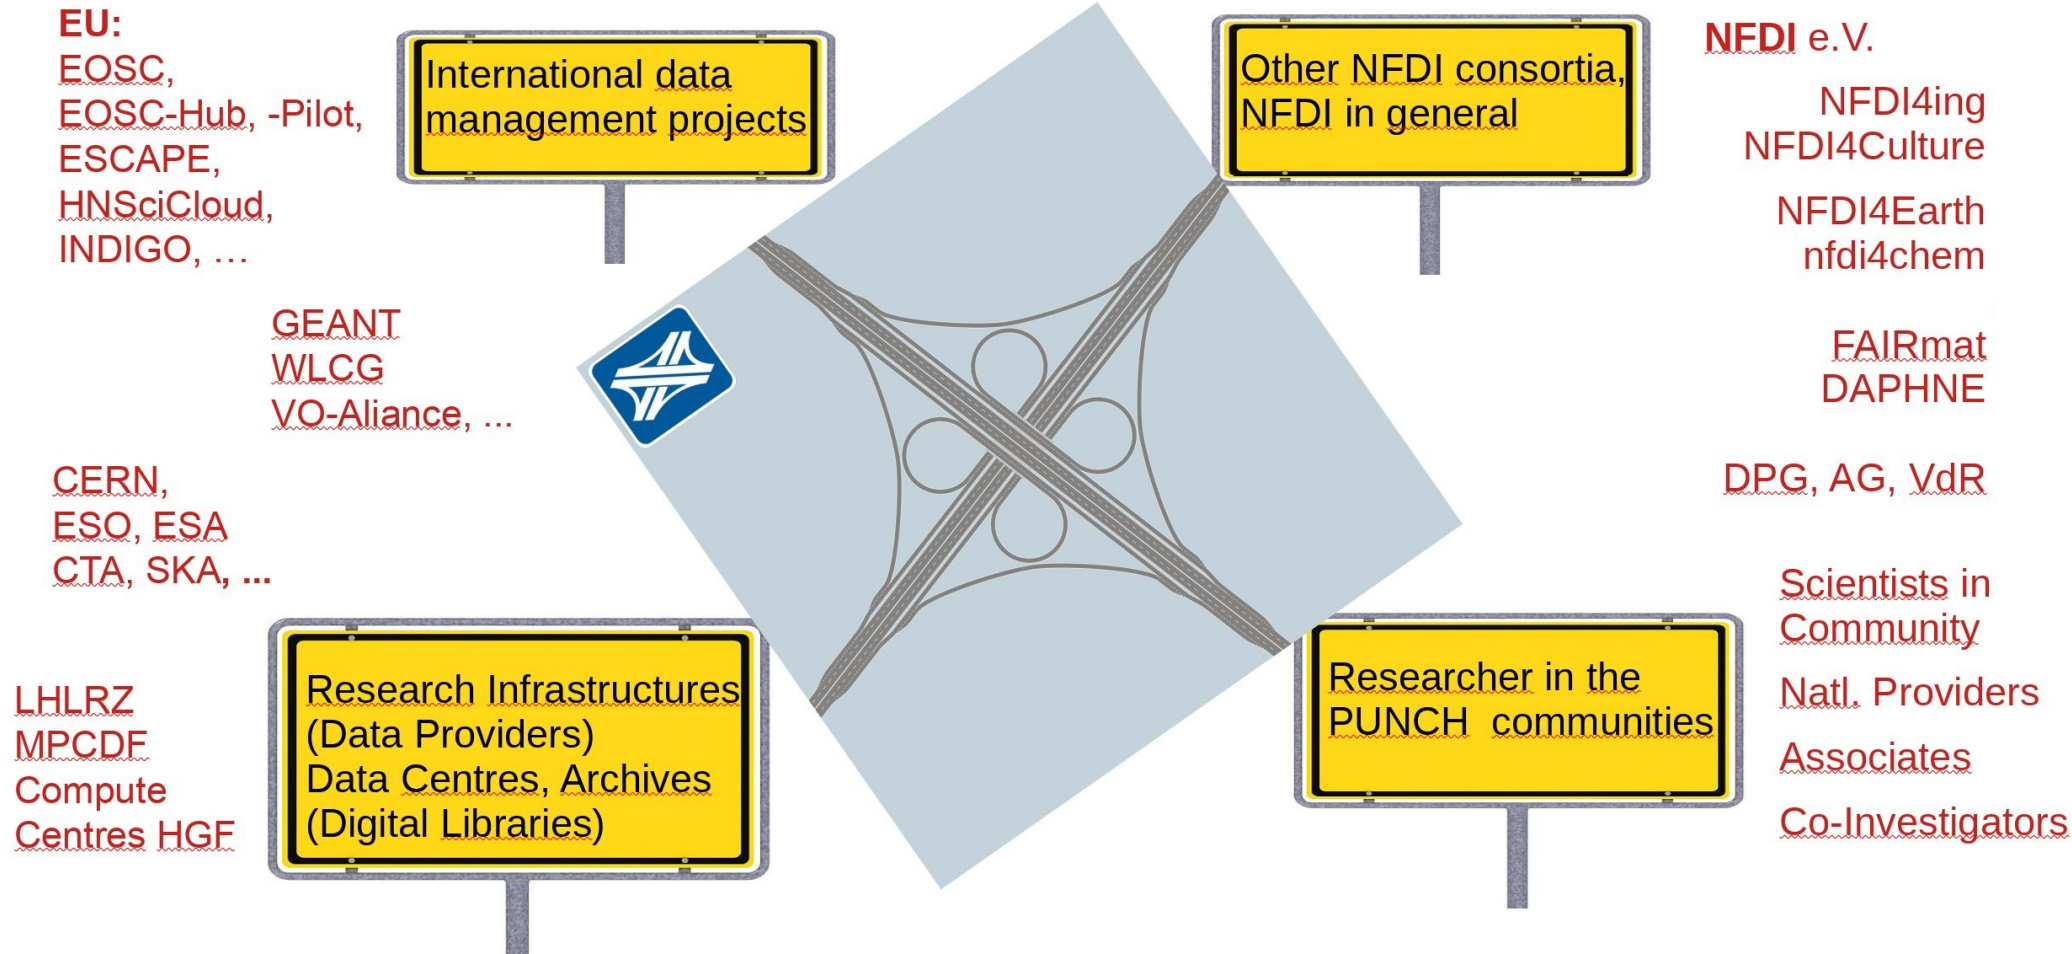 EU:
EOSC,
EOSC-Hub, -Pilot,
ESCAPE,
HNSciCloud,
INDIGO, …
International data
management projects
Other NFDI consortia,
NFDI in general
NFDI e.V.
NFDI4ing
NFDI4Culture
NFDI4Earth
nfdi4chem
GEANT
WLCG
VO-Aliance, ...
FAIRmat
DAPHNE
CERN,
ESO, ESA
CTA, SKA, ...
DPG, AG, VdR
LHLRZ
MPCDF
Compute
Centres HGF
Research Infrastructures
(Data Providers)
Data Centres, Archives
(Digital Libraries)
Researcher in the
PUNCH  communities
Scientists in
Community
Natl. Providers
Associates
Co-Investigators